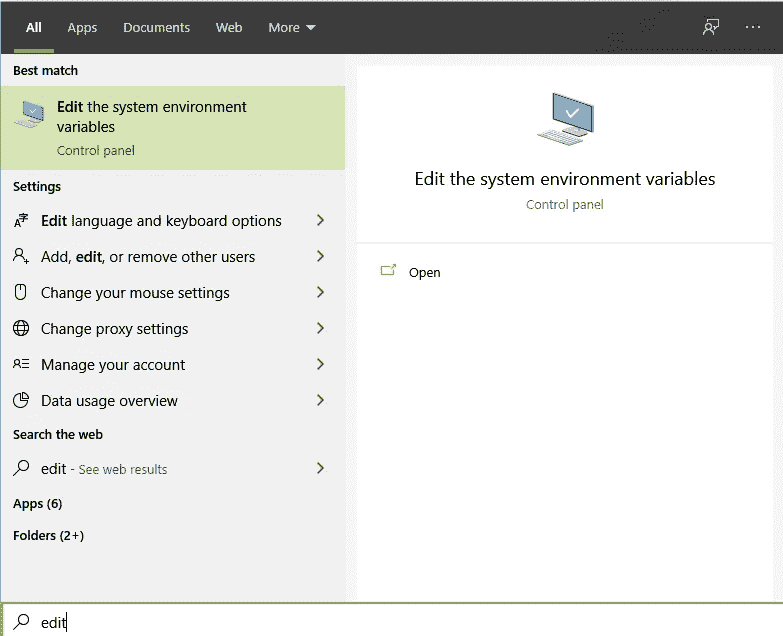 All Apps Documents Web More
Best match
Edit the system environment
variables
Control panel
Settings
Edit language and keyboard options
Add, edit, or remove other users
Change your mouse settings
Change proxy settings
Manage your account
Data usage overview
Search the web
edit - See web results
Apps (6)
Folders (2+)
Edit the system environment variables
Control panel
Open
edit